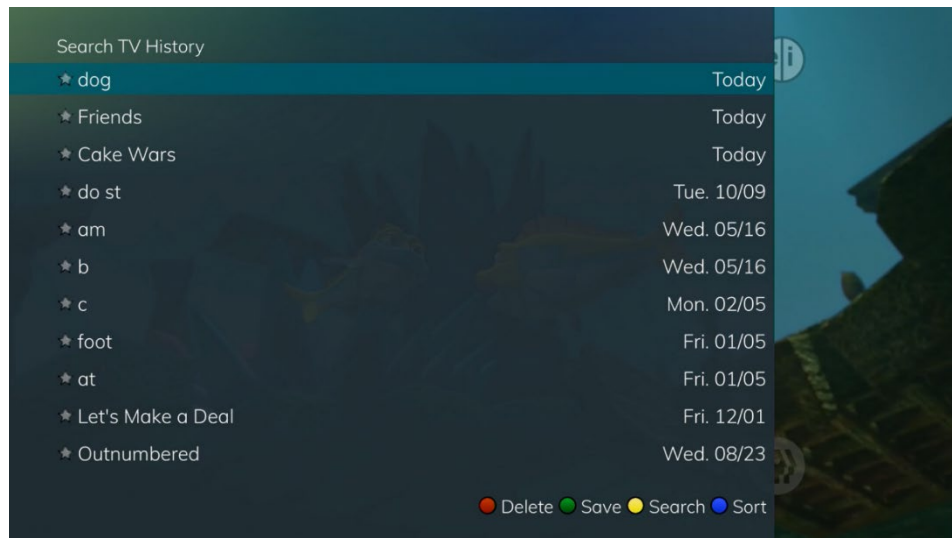 Search TV History
dog Today
Friends Today
Cake Wars Today
do st Tue. 10/09
am Wed. 05/16
b Wed. 05/16
c Mon. 02/05
foot Fri. 01/05
at Fri. 01/05
Let's Make a Deal Fri. 12/01
Outnumbered Wed. 08/23
Delete Save Search Sort